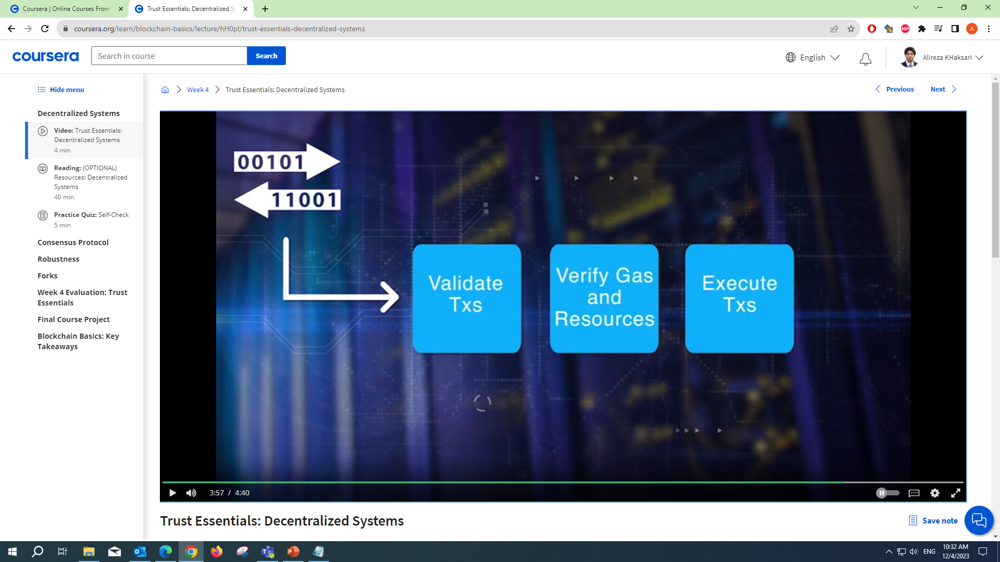 Coursera | Online Courses From
Trust Essentials: Decentralized Sy
coursera.org/learn/blockchain-basics/lecture/hH0pl/trust-essentials-decentralized-systems
ABP
A
coursera
Search in course
Search
English
Alireza KHaksari
Hide menu
Week 4
Trust Essentials: Decentralized Systems
Previous
Next
Decentralized Systems
Video: Trust Essentials:
Decentralized Systems
4 min
Reading: (OPTIONAL)
Resources: Decentralized
Systems
40 min
Practice Quiz: Self-Check
5 min
Consensus Protocol
Robustness
Forks
Week 4 Evaluation: Trust
Essentials
Final Course Project
Blockchain Basics: Key
Takeaways
00101
11001
Validate
Txs
Verify Gas
and
Resources
Execute
Txs
3:57 / 4:40
Trust Essentials: Decentralized Systems
Save note
ENG
10:32 AM
12/4/2023